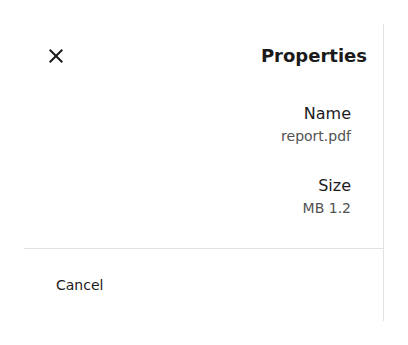 Properties
Name
report.pdf
Size
MB 1.2
Cancel